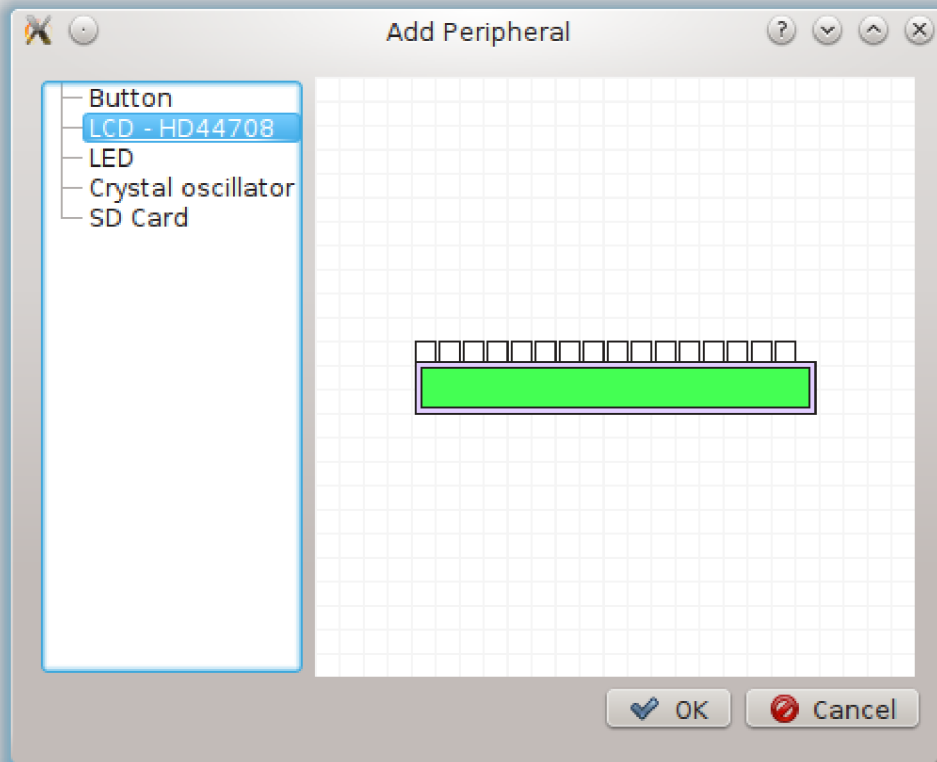 Add Peripheral
Button
LCD - HD44708
LED
Crystal oscillator
SD Card
OK
Cancel